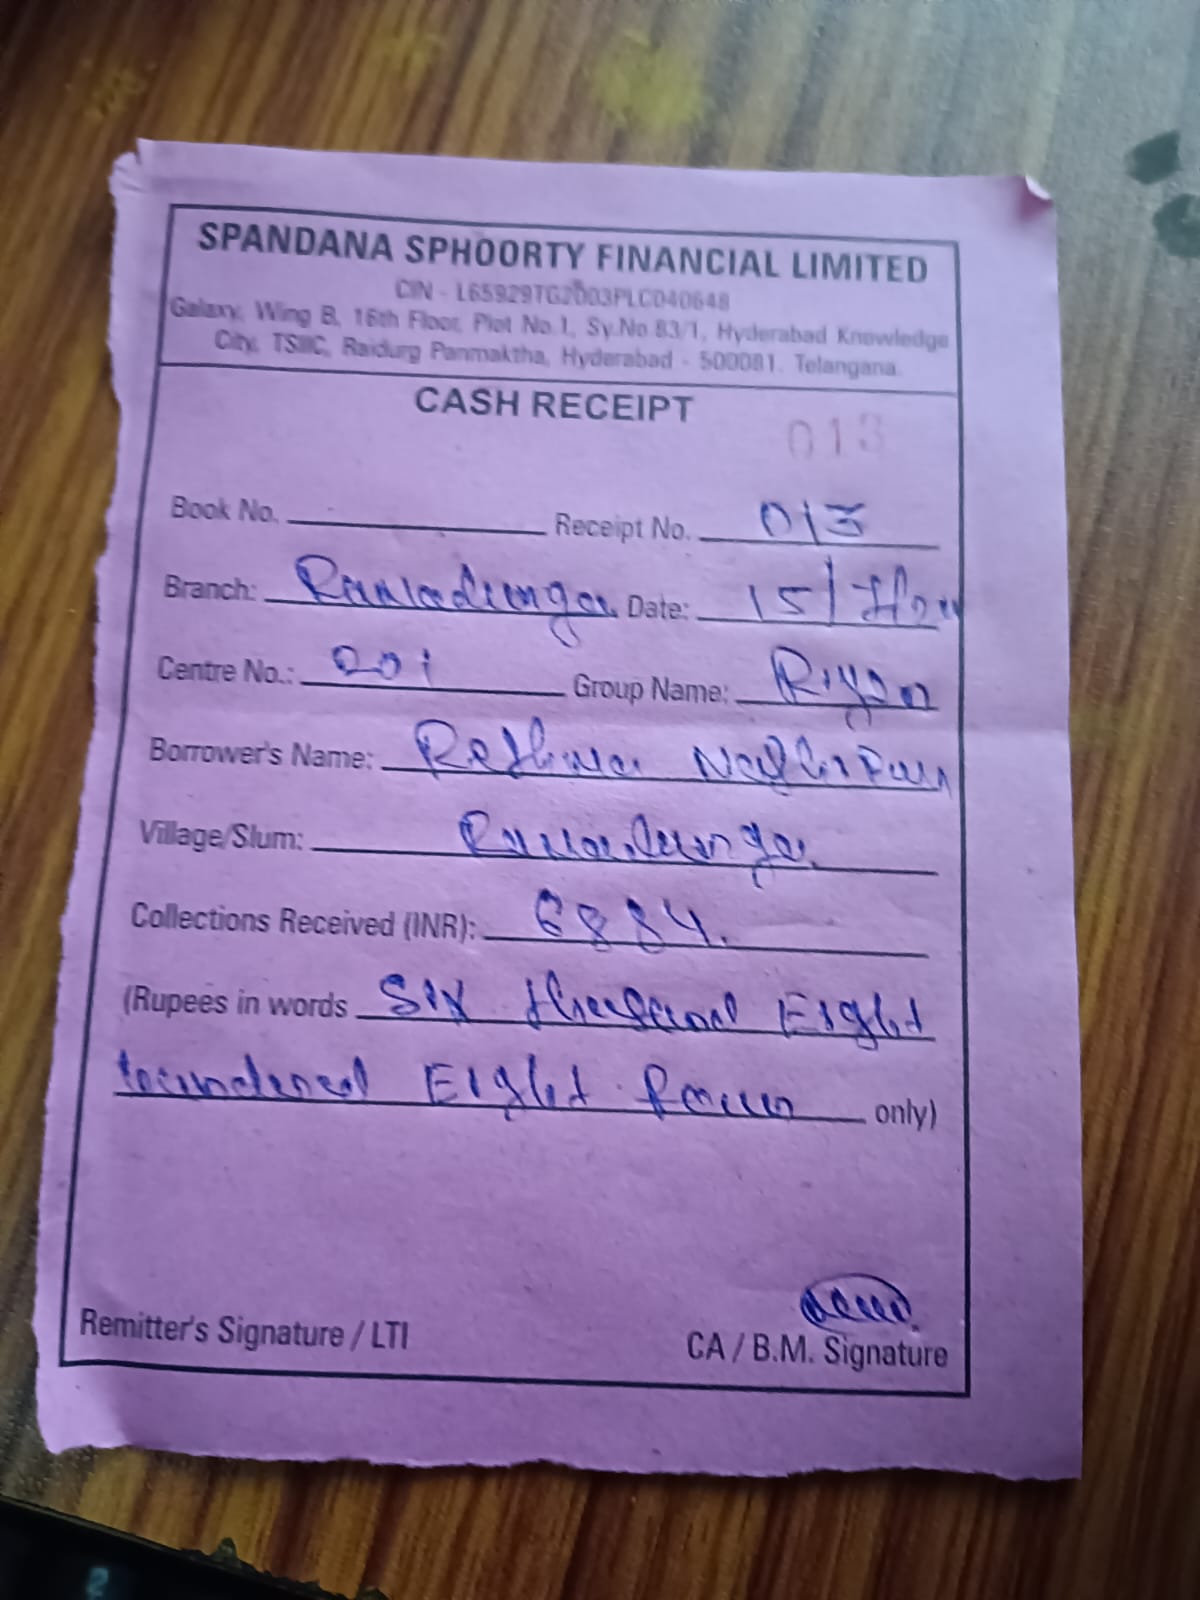 SPANDANA SPHOORTY FINANCIAL LIMITED
CIN - L65929TG2003PLC040648
Galaxy, Wing B, 16th Floor, Plot No.1, Sy.No.83/1, Hyderabad Knowledge
City, TSIIC, Raidurg Panmaktha, Hyderabad - 500081. Telangana.
CASH RECEIPT
013
Book No. Receipt No. 013
Branch: Date: 15/
Centre No.: 001 Group Name:
Borrower's Name:
Village/Slum:
Collections Received (INR): 6884.
(Rupees in words Six thousand Eight
hundered Eight Four only)
Remitter's Signature / LTI
CA / B.M. Signature